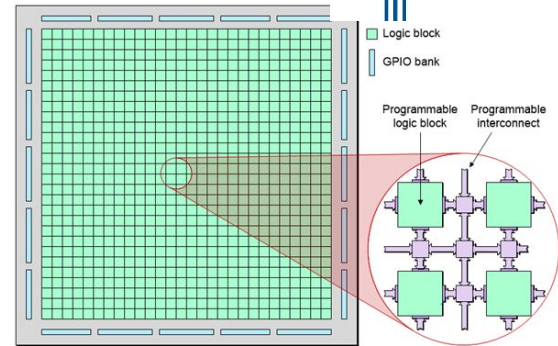 Logic block
GPIO bank
Programmable
logic block
Programmable
interconnect